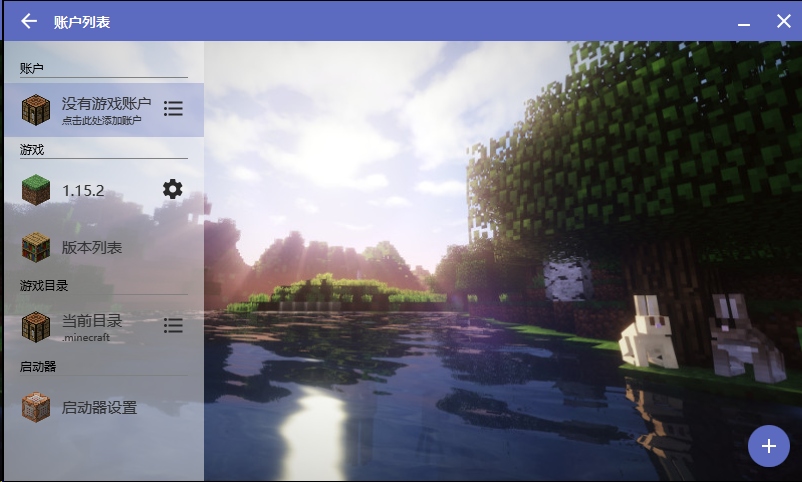 账户列表
账户
没有游戏账户
点击此处添加账户
游戏
1.15.2
版本列表
游戏目录
当前目录
.minecraft
启动器
启动器设置